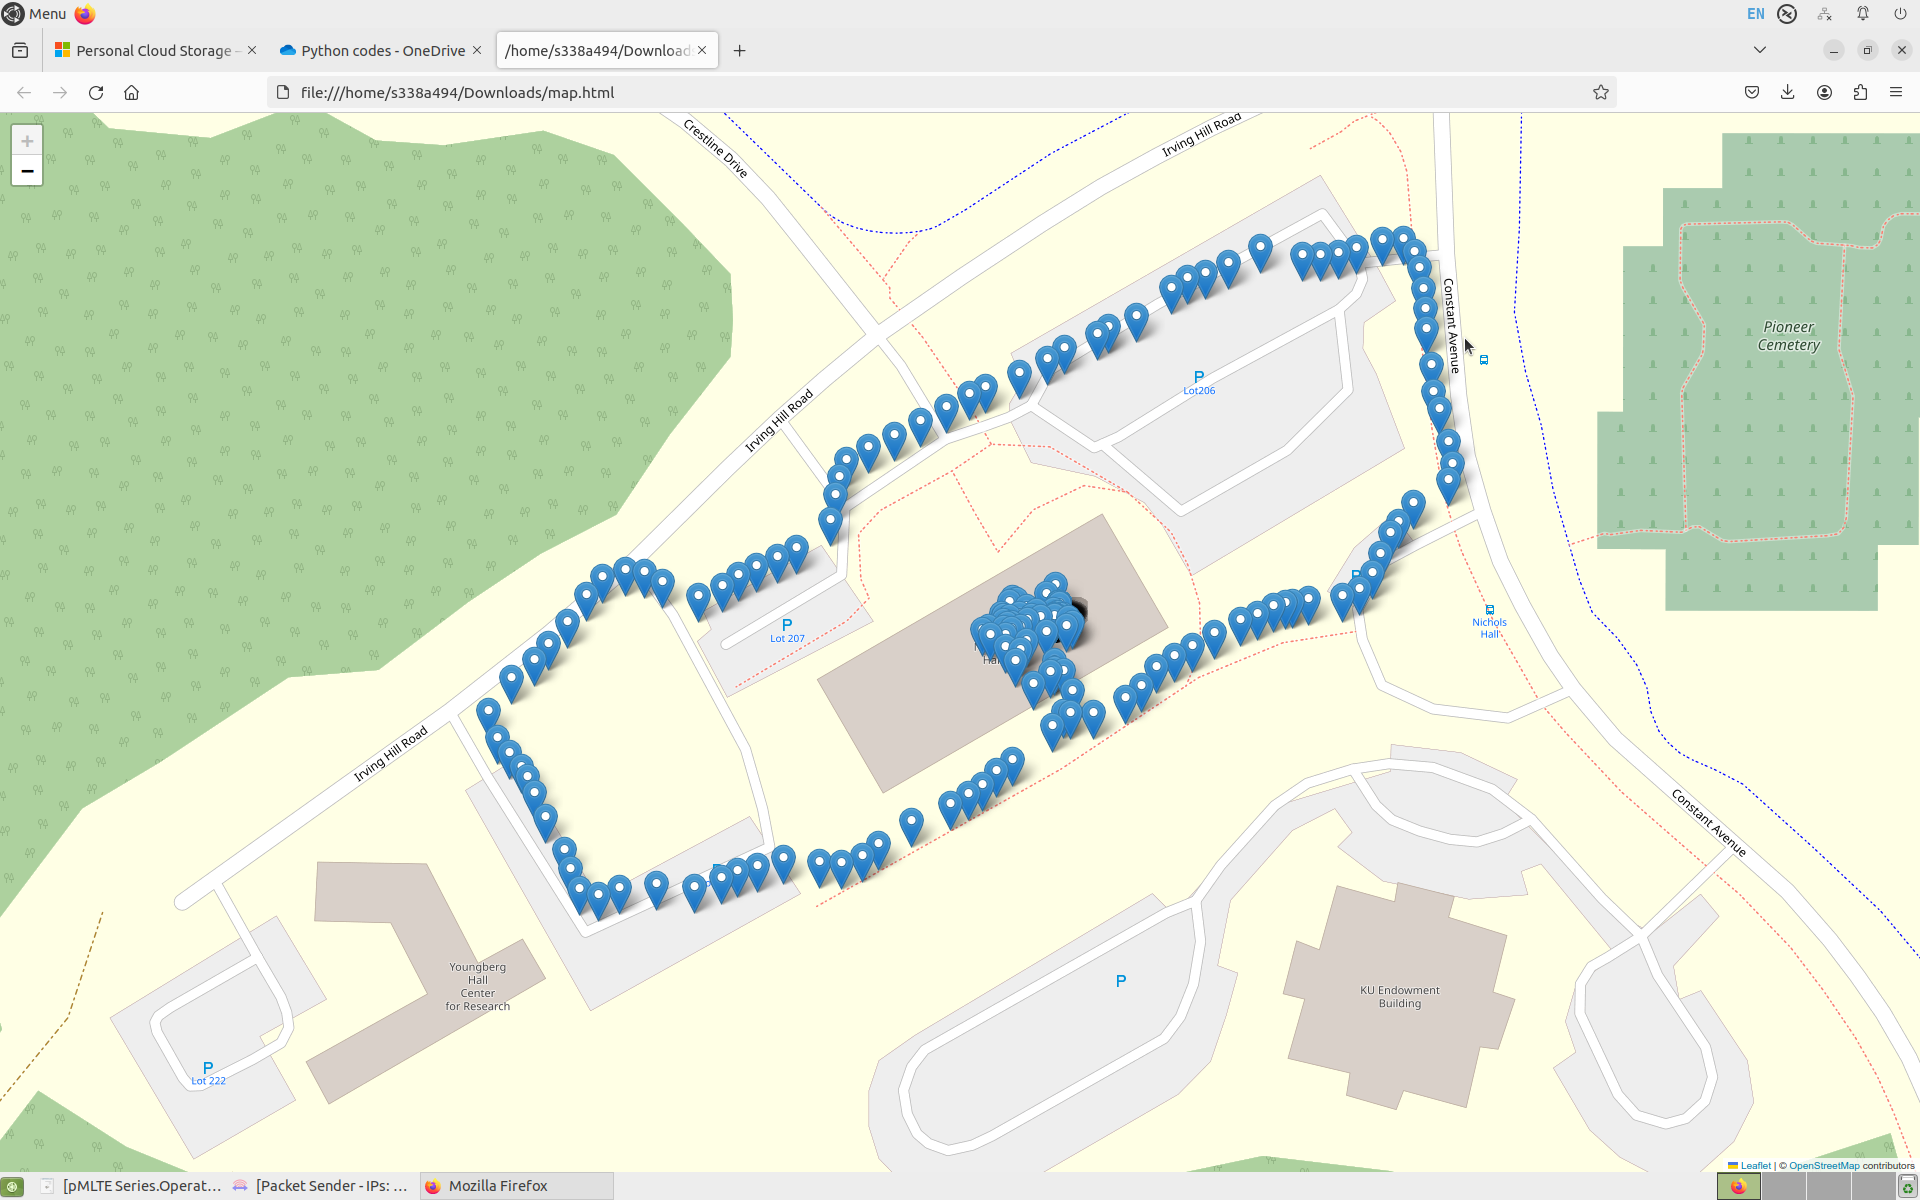 Menu
EN
Personal Cloud Storage –
Python codes - OneDrive
/home/s338a494/Download
file:///home/s338a494/Downloads/map.html
+
−
Crestline Drive
Irving Hill Road
Constant Avenue
Pioneer
Cemetery
P
Lot206
Irving Hill Road
P
Lot 207
Nichols
Hall
Irving Hill Road
Constant Avenue
Youngberg
Hall
Center
for Research
P
KU Endowment
Building
P
Lot 222
Leaflet | © OpenStreetMap contributors
[pMLTE Series.Operat...
[Packet Sender - IPs: ...
Mozilla Firefox